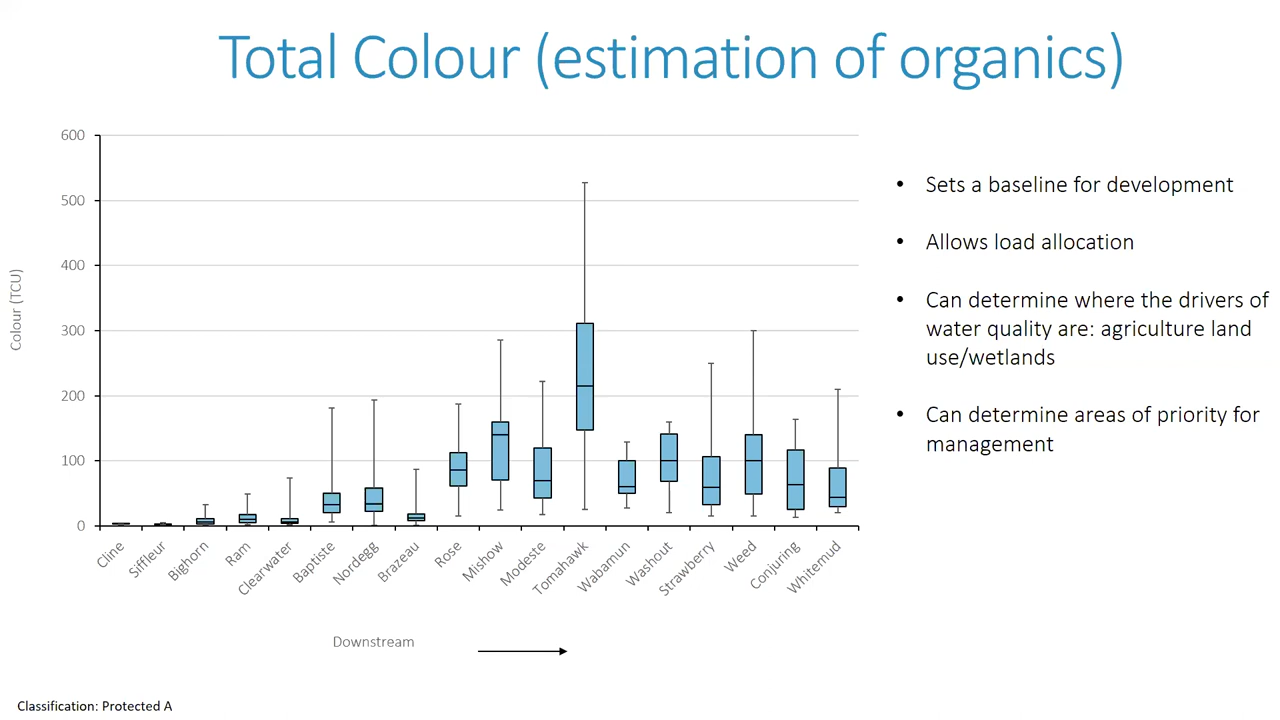 Total Colour (estimation of organics)
600
500
400
300
200
100
0
Colour (TCU)
Cline
Siffleur
Bighorn
Ram
Clearwater
Baptiste
Nordegg
Brazeau
Rose
Mishow
Modeste
Tomahawk
Wabamun
Washout
Strawberry
Weed
Conjuring
Whitemud
Downstream
• Sets a baseline for development
• Allows load allocation
• Can determine where the drivers of
water quality are: agriculture land
use/wetlands
• Can determine areas of priority for
management
Classification: Protected A